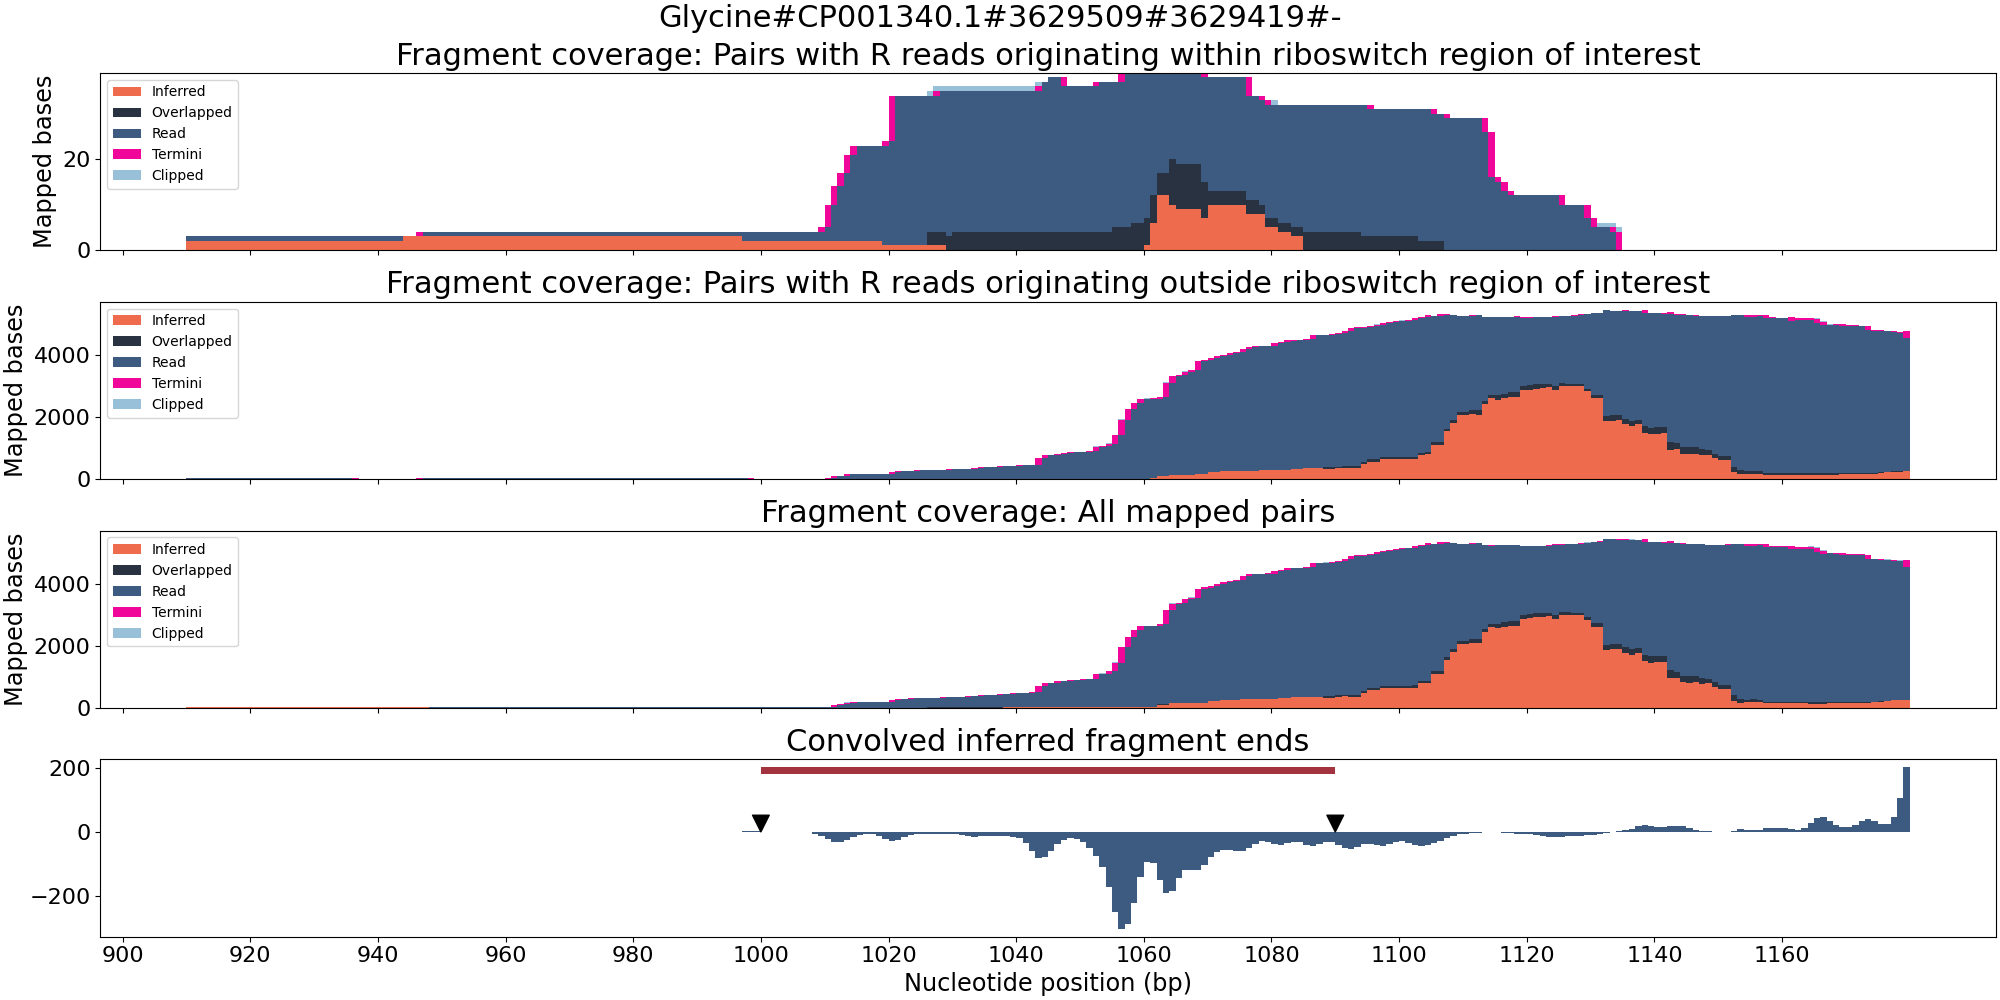 Glycine#CP001340.1#3629509#3629419#-
Fragment coverage: Pairs with R reads originating within riboswitch region of interest
Mapped bases
20
0
Inferred
Overlapped
Read
Termini
Clipped
Fragment coverage: Pairs with R reads originating outside riboswitch region of interest
Mapped bases
4000
2000
0
Inferred
Overlapped
Read
Termini
Clipped
Fragment coverage: All mapped pairs
Mapped bases
4000
2000
0
Inferred
Overlapped
Read
Termini
Clipped
Convolved inferred fragment ends
200
0
−200
900 920 940 960 980 1000 1020 1040 1060 1080 1100 1120 1140 1160
Nucleotide position (bp)